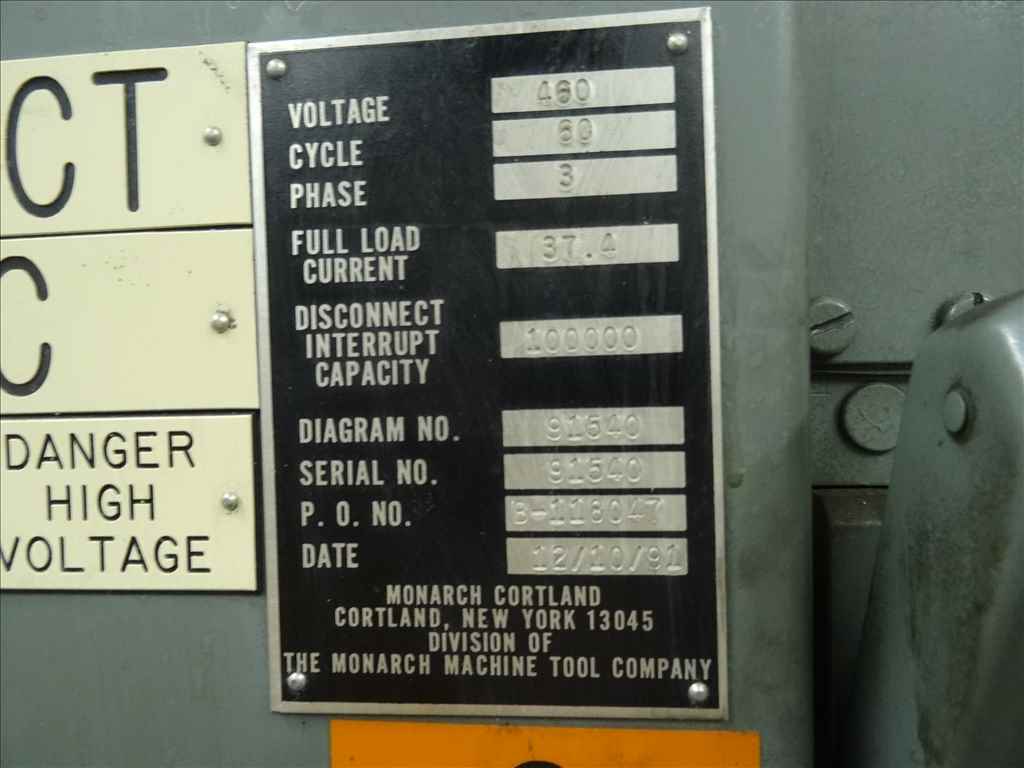 CT
C
DANGER
HIGH
VOLTAGE
VOLTAGE 460
CYCLE 60
PHASE 3
FULL LOAD
CURRENT 37.4
DISCONNECT
INTERRUPT 100000
CAPACITY
DIAGRAM NO. 91540
SERIAL NO. 91540
P. O. NO. B-118047
DATE 12/10/91
MONARCH CORTLAND
CORTLAND, NEW YORK 13045
DIVISION OF
THE MONARCH MACHINE TOOL COMPANY